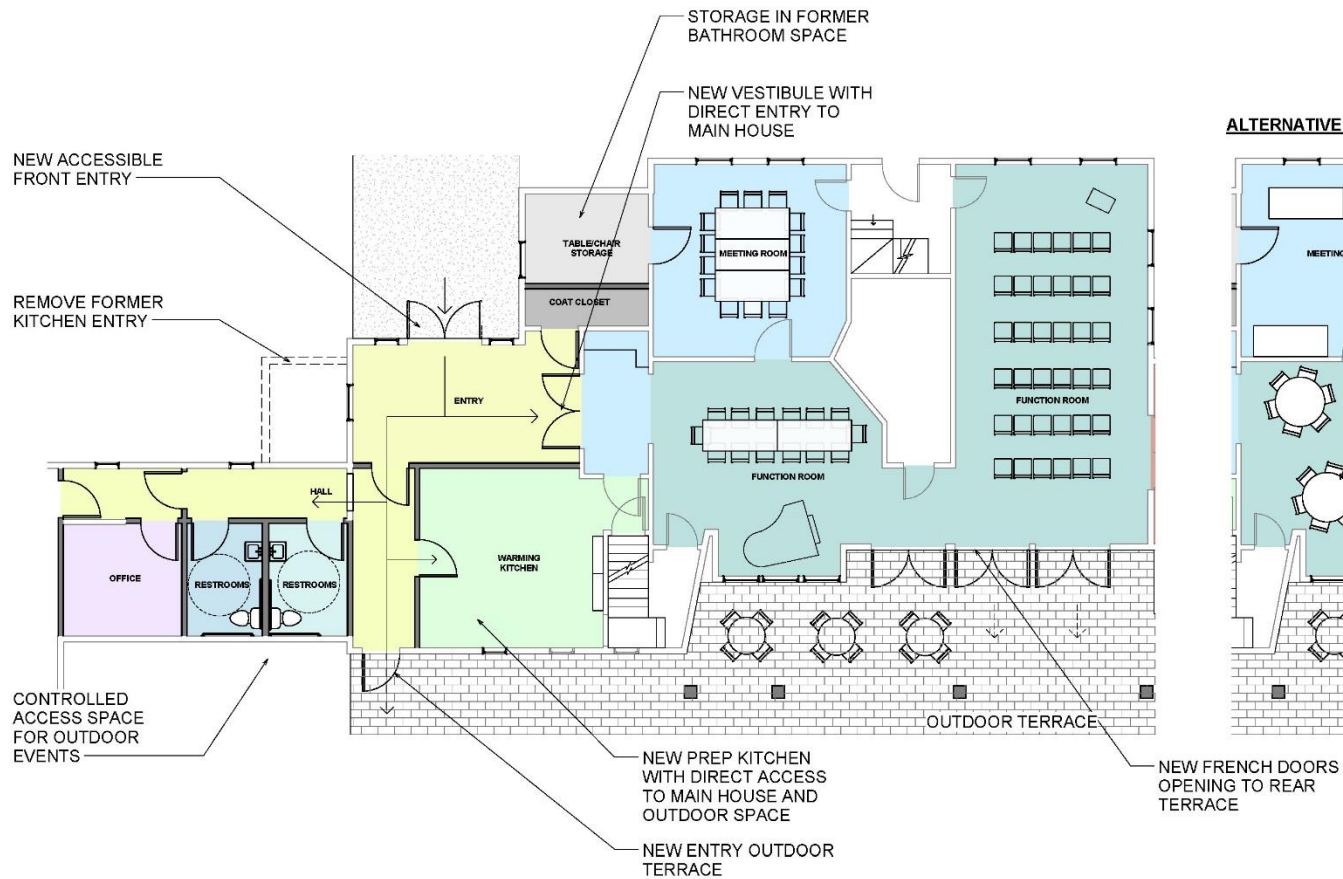 STORAGE IN FORMER
BATHROOM SPACE
NEW VESTIBULE WITH
DIRECT ENTRY TO
MAIN HOUSE
ALTERNATIVE
NEW ACCESSIBLE
FRONT ENTRY
TABLE/CHAIR
STORAGE
MEETING ROOM
MEETING
REMOVE FORMER
KITCHEN ENTRY
COAT CLOSET
ENTRY
FUNCTION ROOM
FUNCTION ROOM
HALL
WARMING
KITCHEN
OFFICE
RESTROOMS
RESTROOMS
CONTROLLED
ACCESS SPACE
FOR OUTDOOR
EVENTS
OUTDOOR TERRACE
NEW PREP KITCHEN
WITH DIRECT ACCESS
TO MAIN HOUSE AND
OUTDOOR SPACE
NEW FRENCH DOORS
OPENING TO REAR
TERRACE
NEW ENTRY OUTDOOR
TERRACE